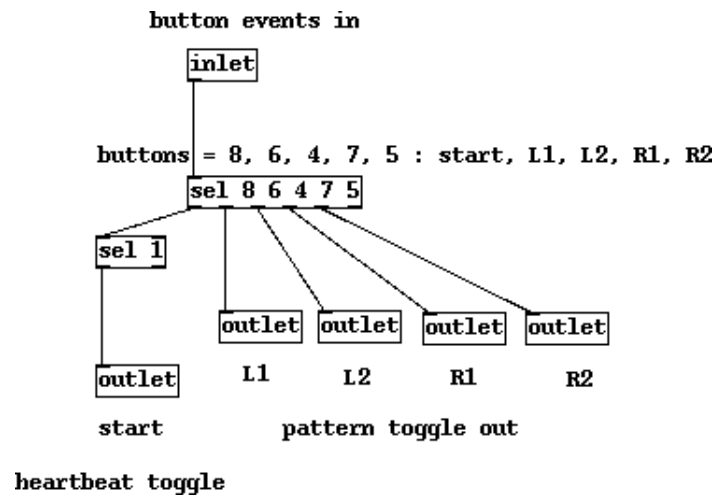 button events in
inlet
buttons = 8, 6, 4, 7, 5 : start, L1, L2, R1, R2
sel 8 6 4 7 5
sel 1
outlet outlet outlet outlet
outlet
L1 L2 R1 R2
start pattern toggle out
heartbeat toggle